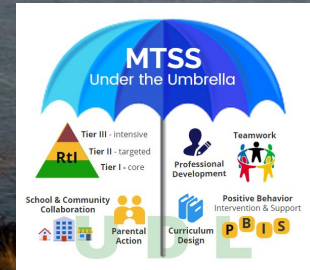 MTSS
Under the Umbrella
Tier III - intensive
Tier II - targeted
Tier I - core
RtI
Professional
Development
Teamwork
School & Community
Collaboration
Parental
Action
Curriculum
Design
Positive Behavior
Intervention & Support
PBIS
UDL